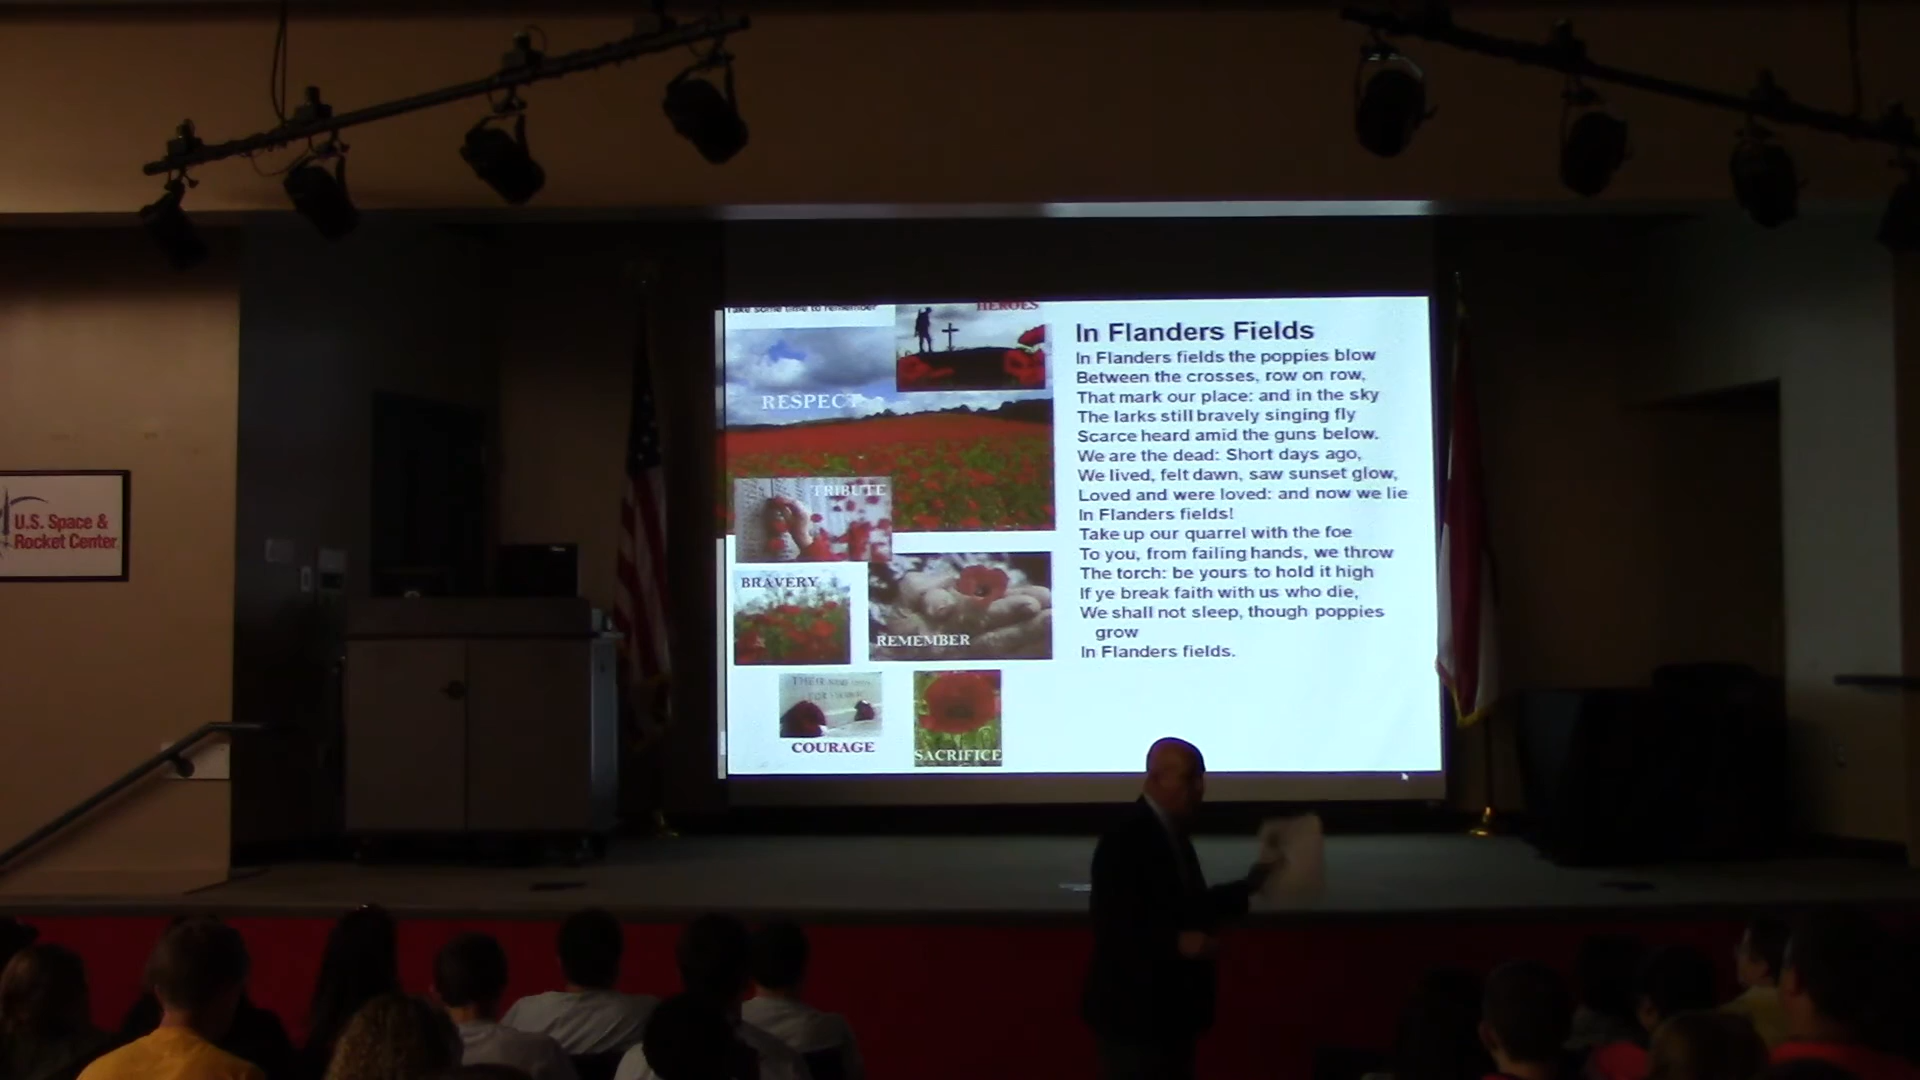 Take some time to remember
HEROES
RESPECT
TRIBUTE
BRAVERY
REMEMBER
COURAGE
SACRIFICE
In Flanders Fields
In Flanders fields the poppies blow
Between the crosses, row on row,
That mark our place: and in the sky
The larks still bravely singing fly
Scarce heard amid the guns below.
We are the dead: Short days ago,
We lived, felt dawn, saw sunset glow,
Loved and were loved: and now we lie
In Flanders fields!
Take up our quarrel with the foe
To you, from failing hands, we throw
The torch: be yours to hold it high
If ye break faith with us who die,
We shall not sleep, though poppies
grow
In Flanders fields.
U.S. Space &
Rocket Center